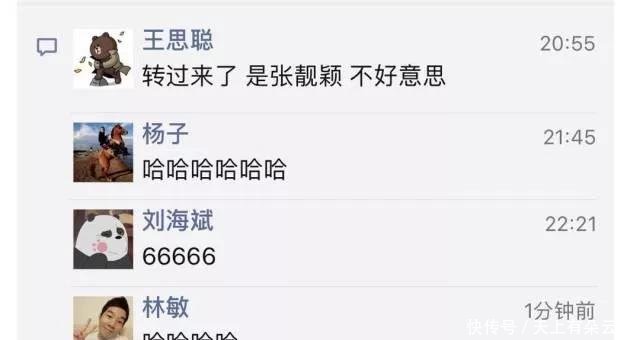 王思聪
20:55
转过来了 是张靓颖 不好意思
杨子
21:45
哈哈哈哈哈哈
刘海斌
22:21
66666
林敏
1分钟前
哈哈哈哈
快传号／天上有朵云